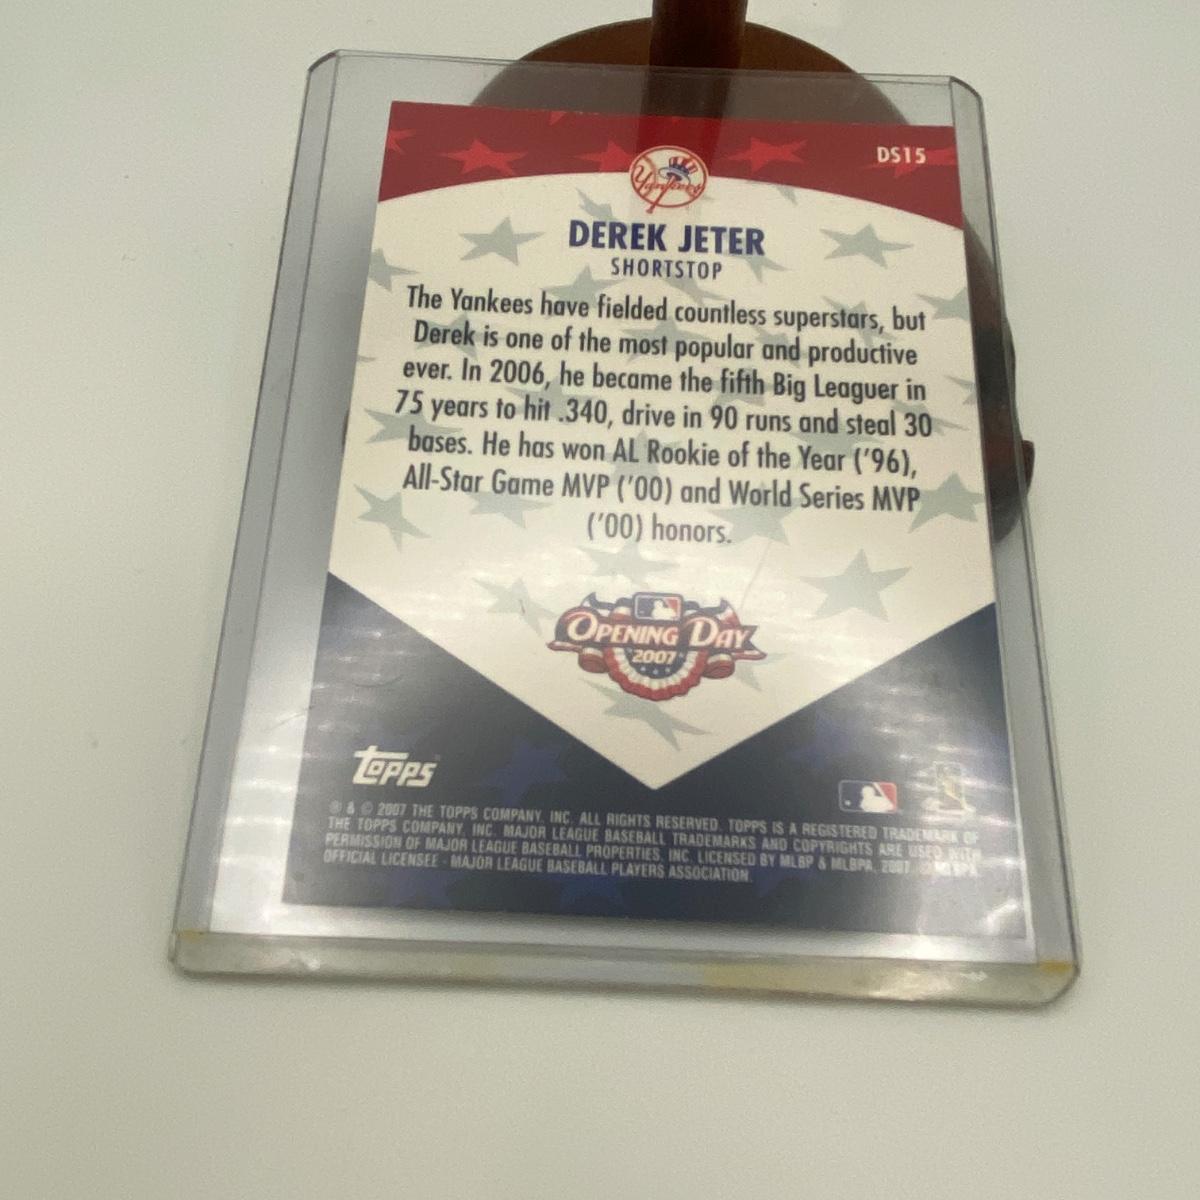 DS15
Yankees
DEREK JETER
SHORTSTOP
The Yankees have fielded countless superstars, but
Derek is one of the most popular and productive
ever. In 2006, he became the fifth Big Leaguer in
75 years to hit .340, drive in 90 runs and steal 30
bases. He has won AL Rookie of the Year ('96),
All-Star Game MVP ('00) and World Series MVP
('00) honors.
OPENING DAY
2007
TOPPS
® & © 2007 THE TOPPS COMPANY, INC. ALL RIGHTS RESERVED. TOPPS IS A REGISTERED TRADEMARK OF
THE TOPPS COMPANY, INC. MAJOR LEAGUE BASEBALL TRADEMARKS AND COPYRIGHTS ARE USED WITH
PERMISSION OF MAJOR LEAGUE BASEBALL PROPERTIES, INC. LICENSED BY MLBP & MLBPA, 2007.
OFFICIAL LICENSEE - MAJOR LEAGUE BASEBALL PLAYERS ASSOCIATION.